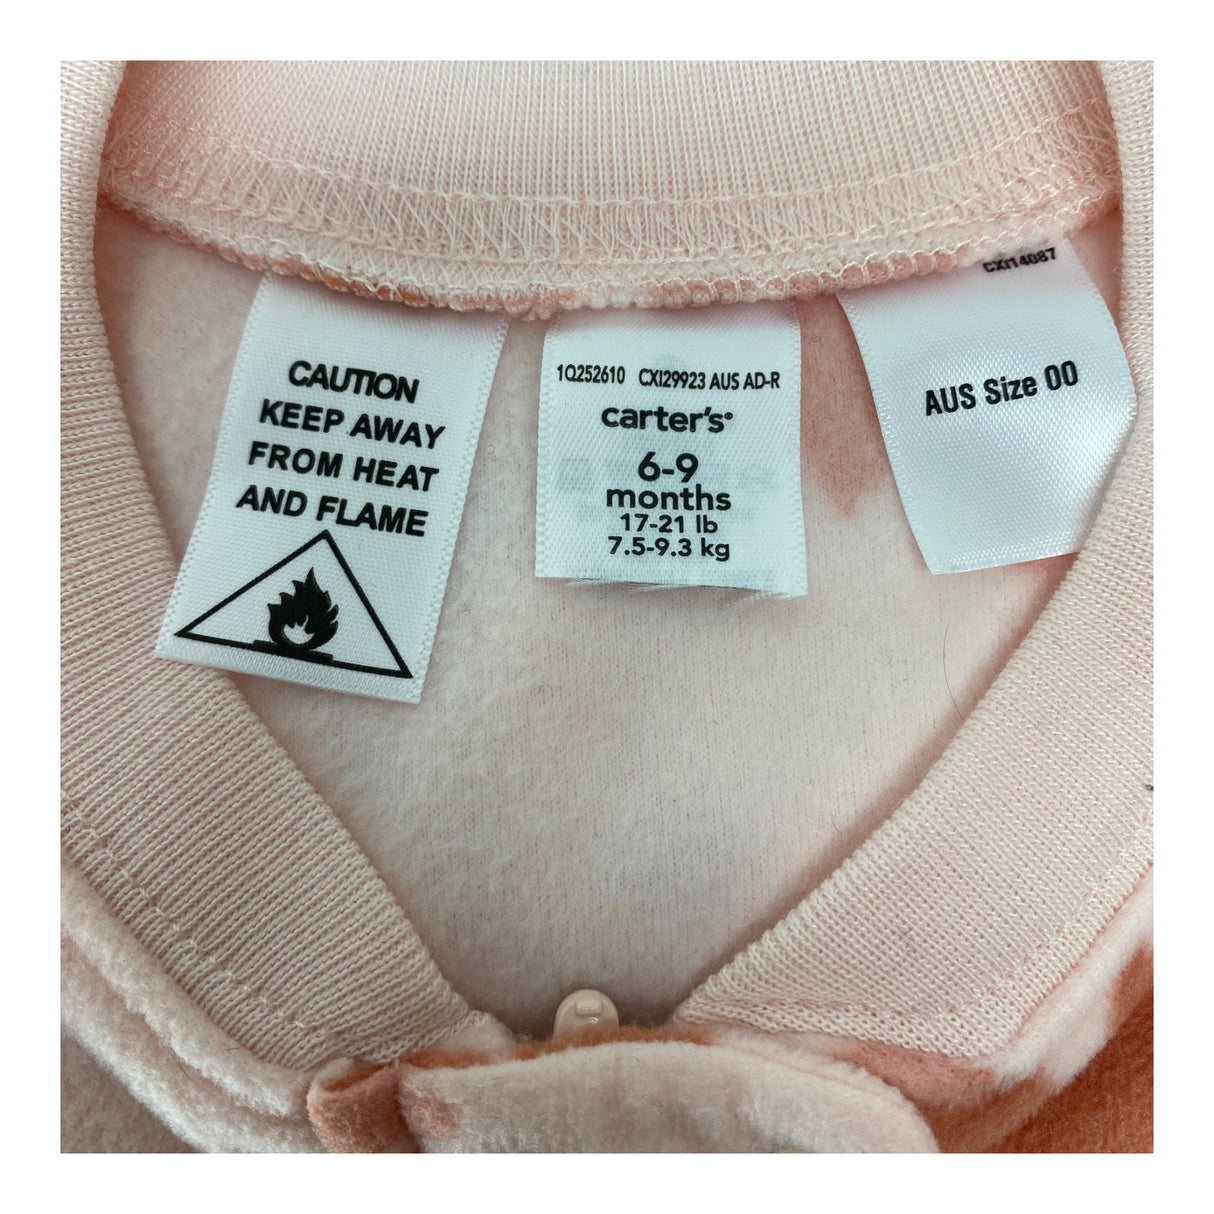 CAUTION
KEEP AWAY
FROM HEAT
AND FLAME
1Q252610 CXI29923 AUS AD-R
carter's®
6-9
months
17-21 lb
7.5-9.3 kg
CXI14087
AUS Size 00